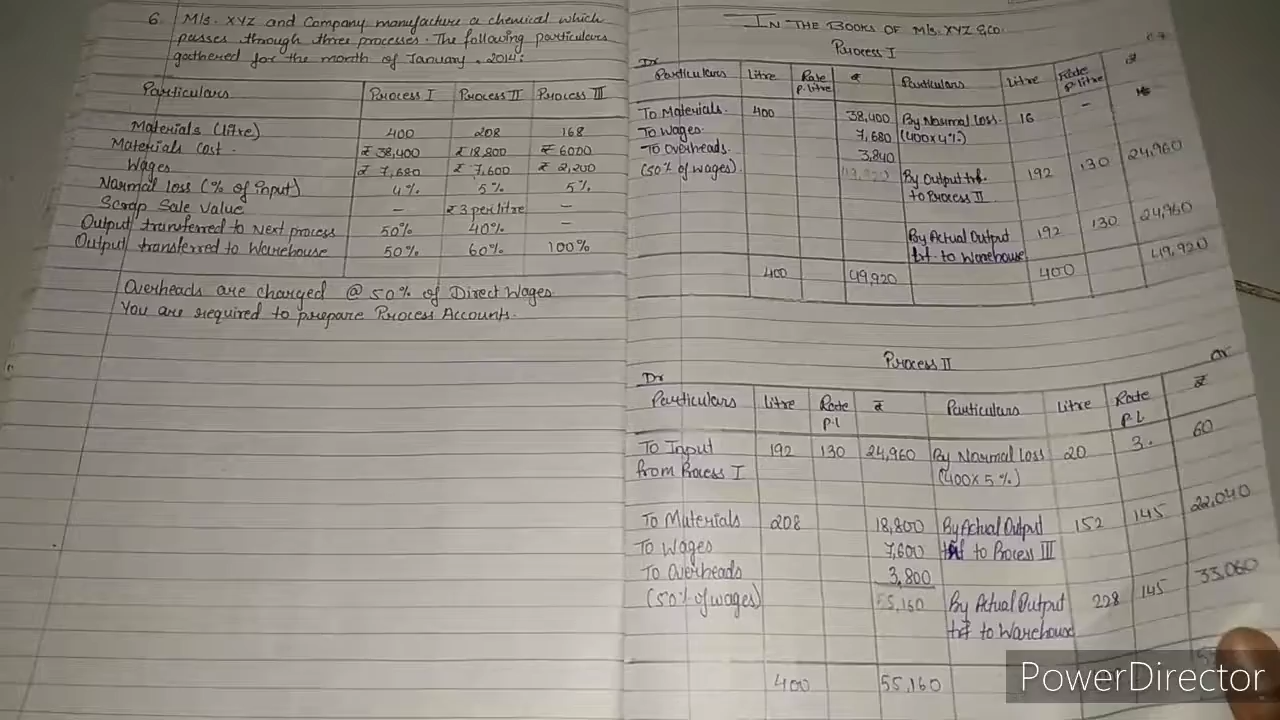 6. M/s. XYZ and Company manufacture a chemical which
passes through three processes. The following particulars
gathered for the month of January, 2014:
Particulars Process I Process II Process III
Materials (Litre) 400 208 168
Materials Cost. ₹ 38,400 ₹ 18,800 ₹ 6000
Wages ₹ 7,680 ₹ 7,600 ₹ 2,200
Normal loss (% of input) 4% 5% 5%
Scrap Sale Value - ₹ 3 per litre -
Output transferred to Next process 50% 40% -
Output transferred to Warehouse 50% 60% 100%
Overheads are charged @ 50% of Direct Wages
You are required to prepare Process Accounts.
IN THE BOOKS OF M/s. XYZ & CO.
Process I
Dr
Particulars Litre Rate p.litre ₹ Particulars Litre Rate p.litre ₹
To Materials. 400 38,400 By Normal Loss. 16 -
To Wages. 7,680 (400x4%)
To Overheads. 3,840
(50% of wages) 49,920 By Output trf. 192 130 24,960
to Process II
By Actual Output 192 130 24,960
trf. to Warehouse
400 49,920 400 49,920
Process II
Dr Cr
Particulars Litre Rate P.L ₹ Particulars Litre Rate P.L ₹
To Input 192 130 24,960 By Normal Loss 20 3. 60
from Process I (400x5%)
To Materials 208 18,800 By Actual Output 152 145 22,040
To Wages 7,600 trf to Process III
To Overheads 3,800
(50% of wages) 55,160 By Actual Output 228 145 33,060
trf to Warehouse
400 55,160
PowerDirector